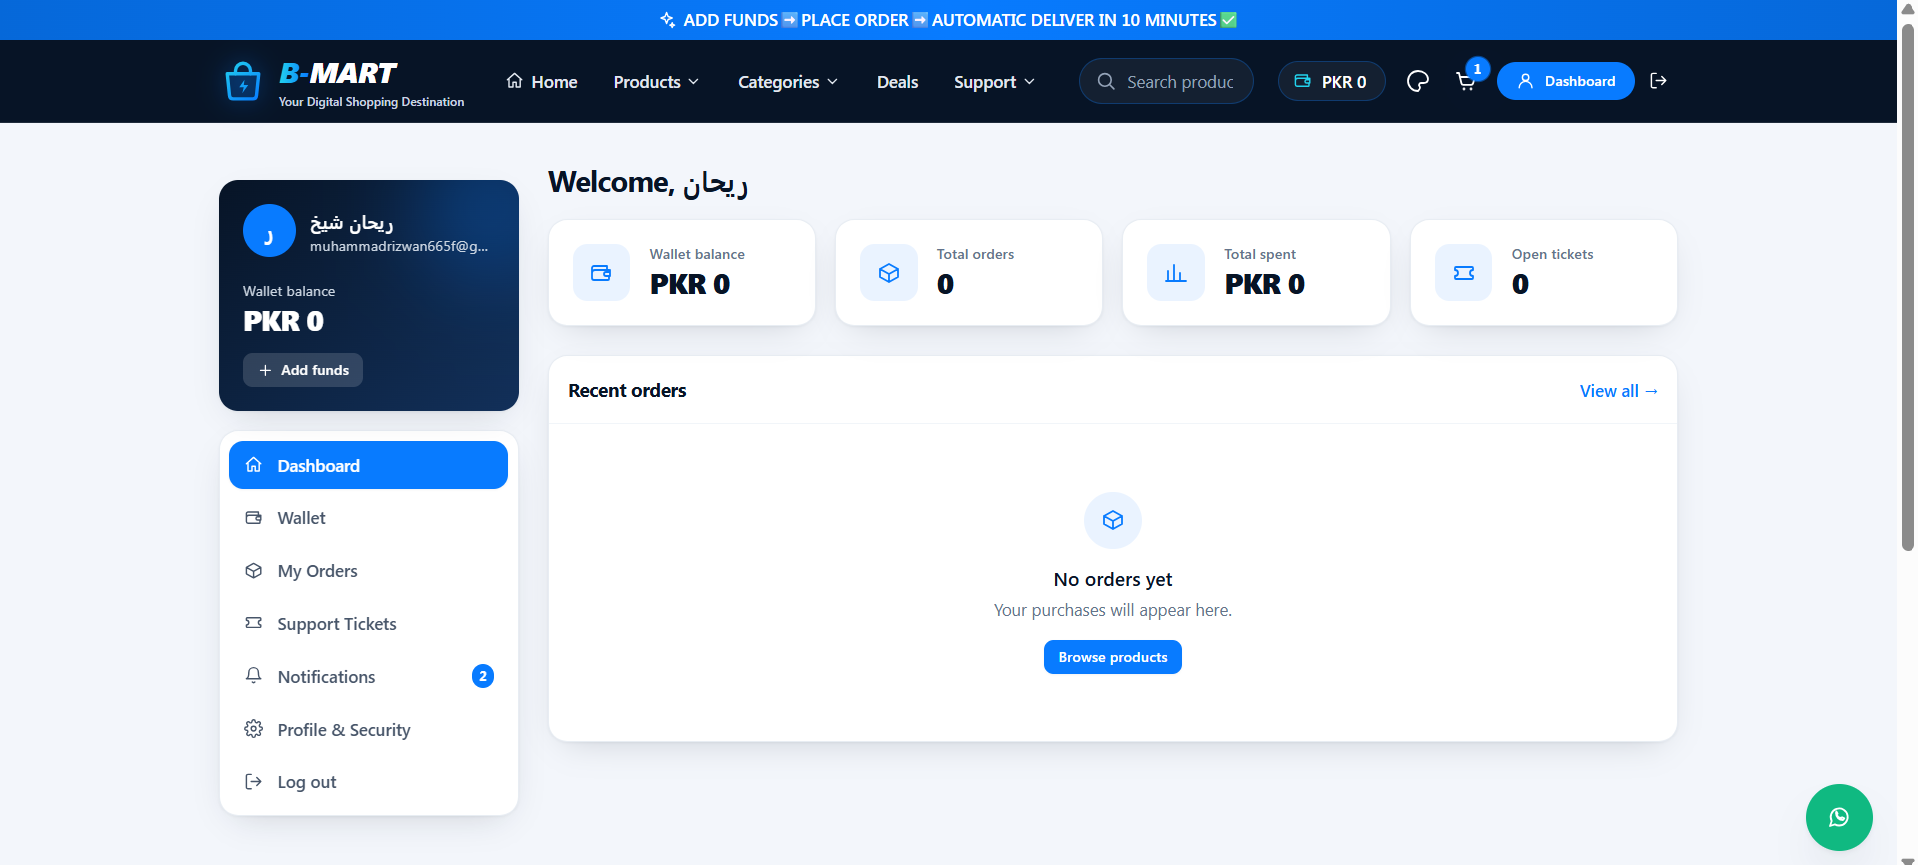 ADD FUNDS ➡️ PLACE ORDER ➡️ AUTOMATIC DELIVER IN 10 MINUTES ✅
B-MART
Your Digital Shopping Destination
Home
Products
Categories
Deals
Support
Search produc
PKR 0
1
Dashboard
ر
ریحان شیخ
muhammadrizwan665f@g...
Wallet balance
PKR 0
+ Add funds
Dashboard
Wallet
My Orders
Support Tickets
Notifications
2
Profile & Security
Log out
Welcome, ریحان
Wallet balance
PKR 0
Total orders
0
Total spent
PKR 0
Open tickets
0
Recent orders
View all →
No orders yet
Your purchases will appear here.
Browse products